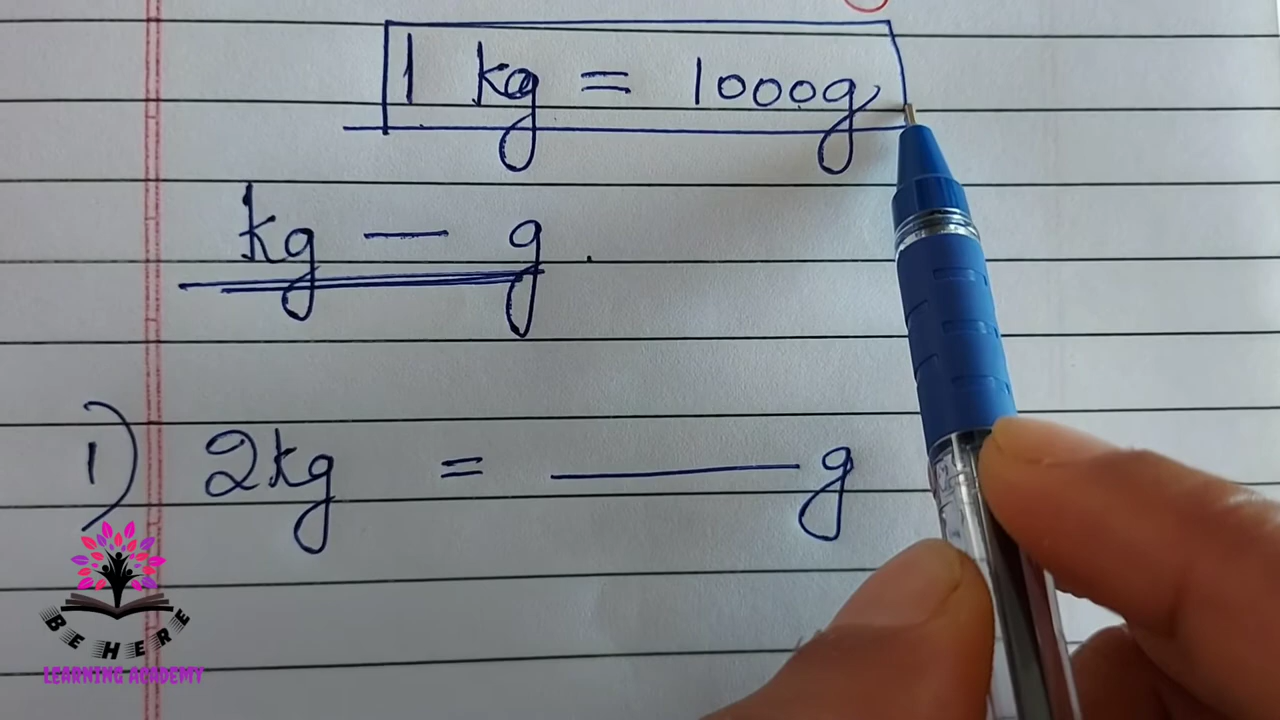 1 kg = 1000g
kg — g .
1) 2kg = ______ g
BE HERE
LEARNING ACADEMY